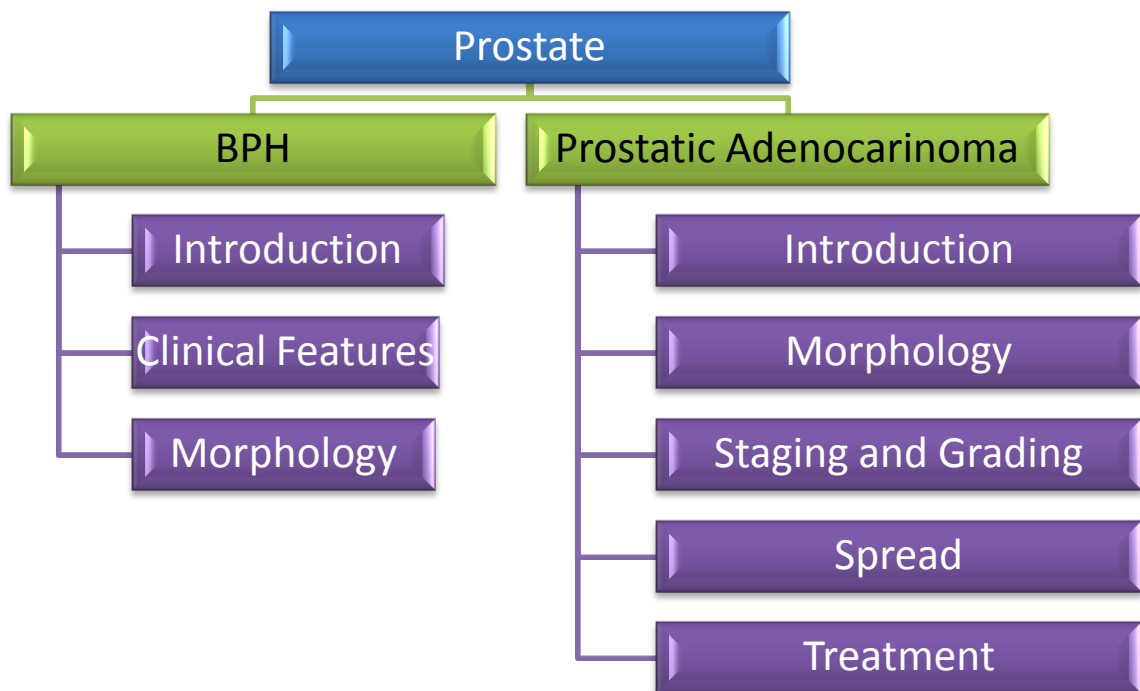 Prostate
BPH
Introduction
Clinical Features
Morphology
Prostatic Adenocarinoma
Introduction
Morphology
Staging and Grading
Spread
Treatment